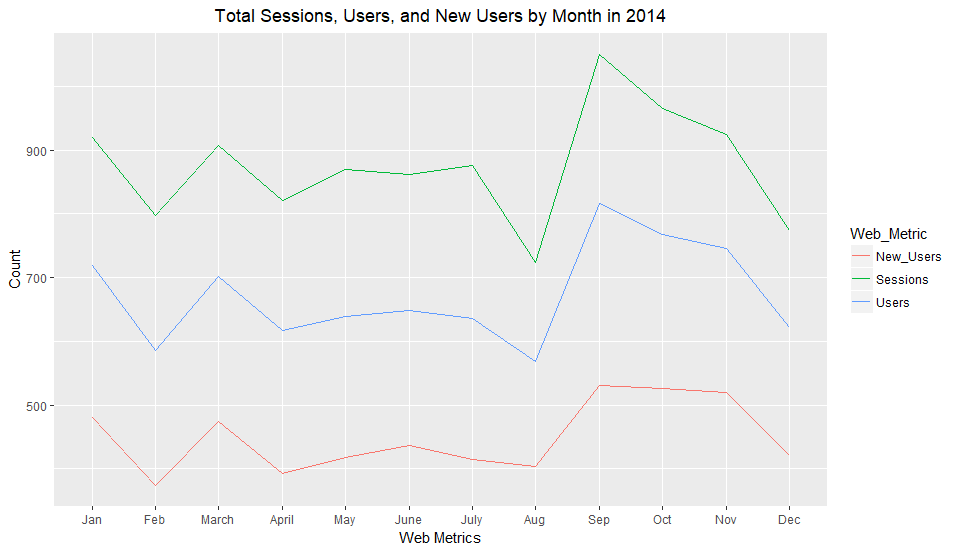 Total Sessions, Users, and New Users by Month in 2014
Count
900
700
500
Jan Feb March April May June July Aug Sep Oct Nov Dec
Web Metrics
Web_Metric
New_Users
Sessions
Users